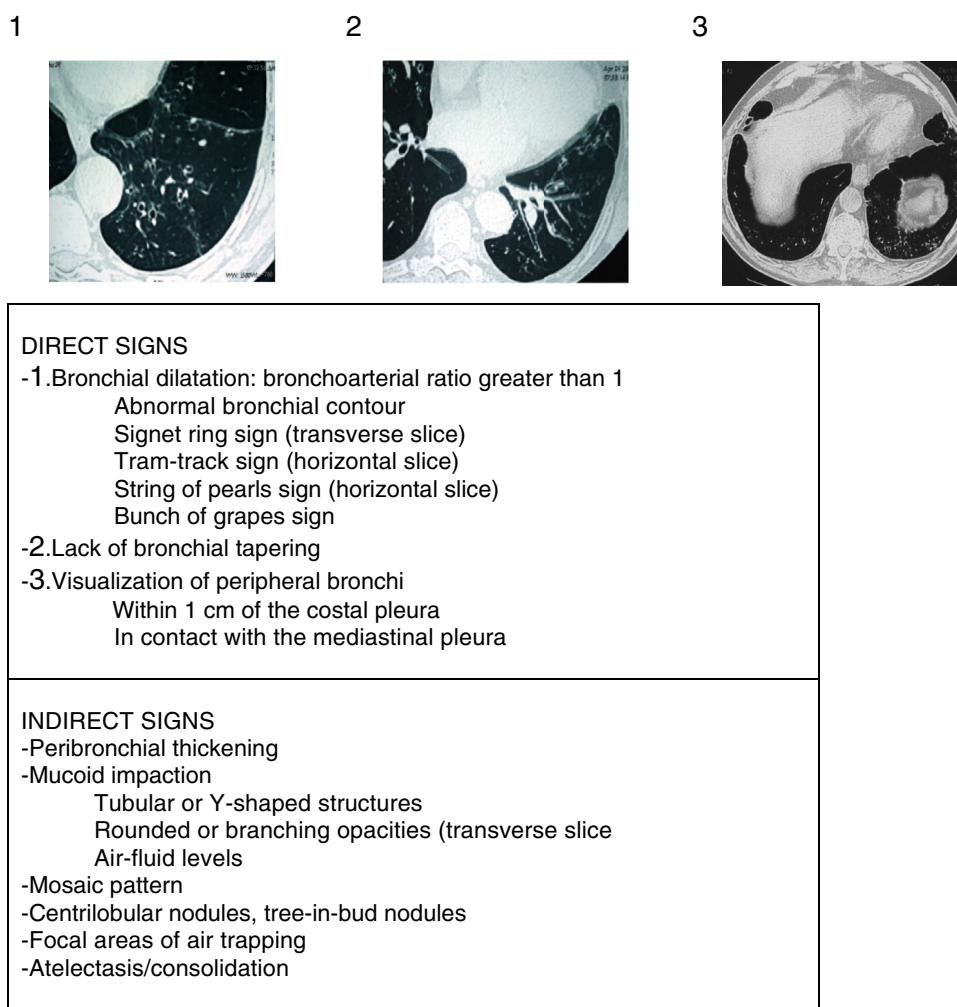 1 2 3
DIRECT SIGNS
-1.Bronchial dilatation: bronchoarterial ratio greater than 1
Abnormal bronchial contour
Signet ring sign (transverse slice)
Tram-track sign (horizontal slice)
String of pearls sign (horizontal slice)
Bunch of grapes sign
-2.Lack of bronchial tapering
-3.Visualization of peripheral bronchi
Within 1 cm of the costal pleura
In contact with the mediastinal pleura
INDIRECT SIGNS
-Peribronchial thickening
-Mucoid impaction
Tubular or Y-shaped structures
Rounded or branching opacities (transverse slice
Air-fluid levels
-Mosaic pattern
-Centrilobular nodules, tree-in-bud nodules
-Focal areas of air trapping
-Atelectasis/consolidation